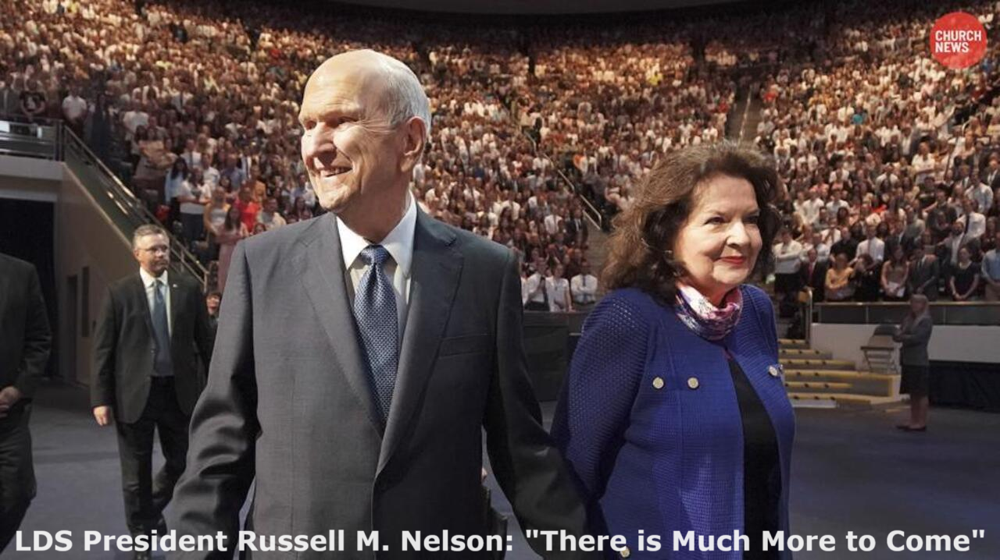 CHURCH
NEWS
LDS President Russell M. Nelson: "There is Much More to Come"